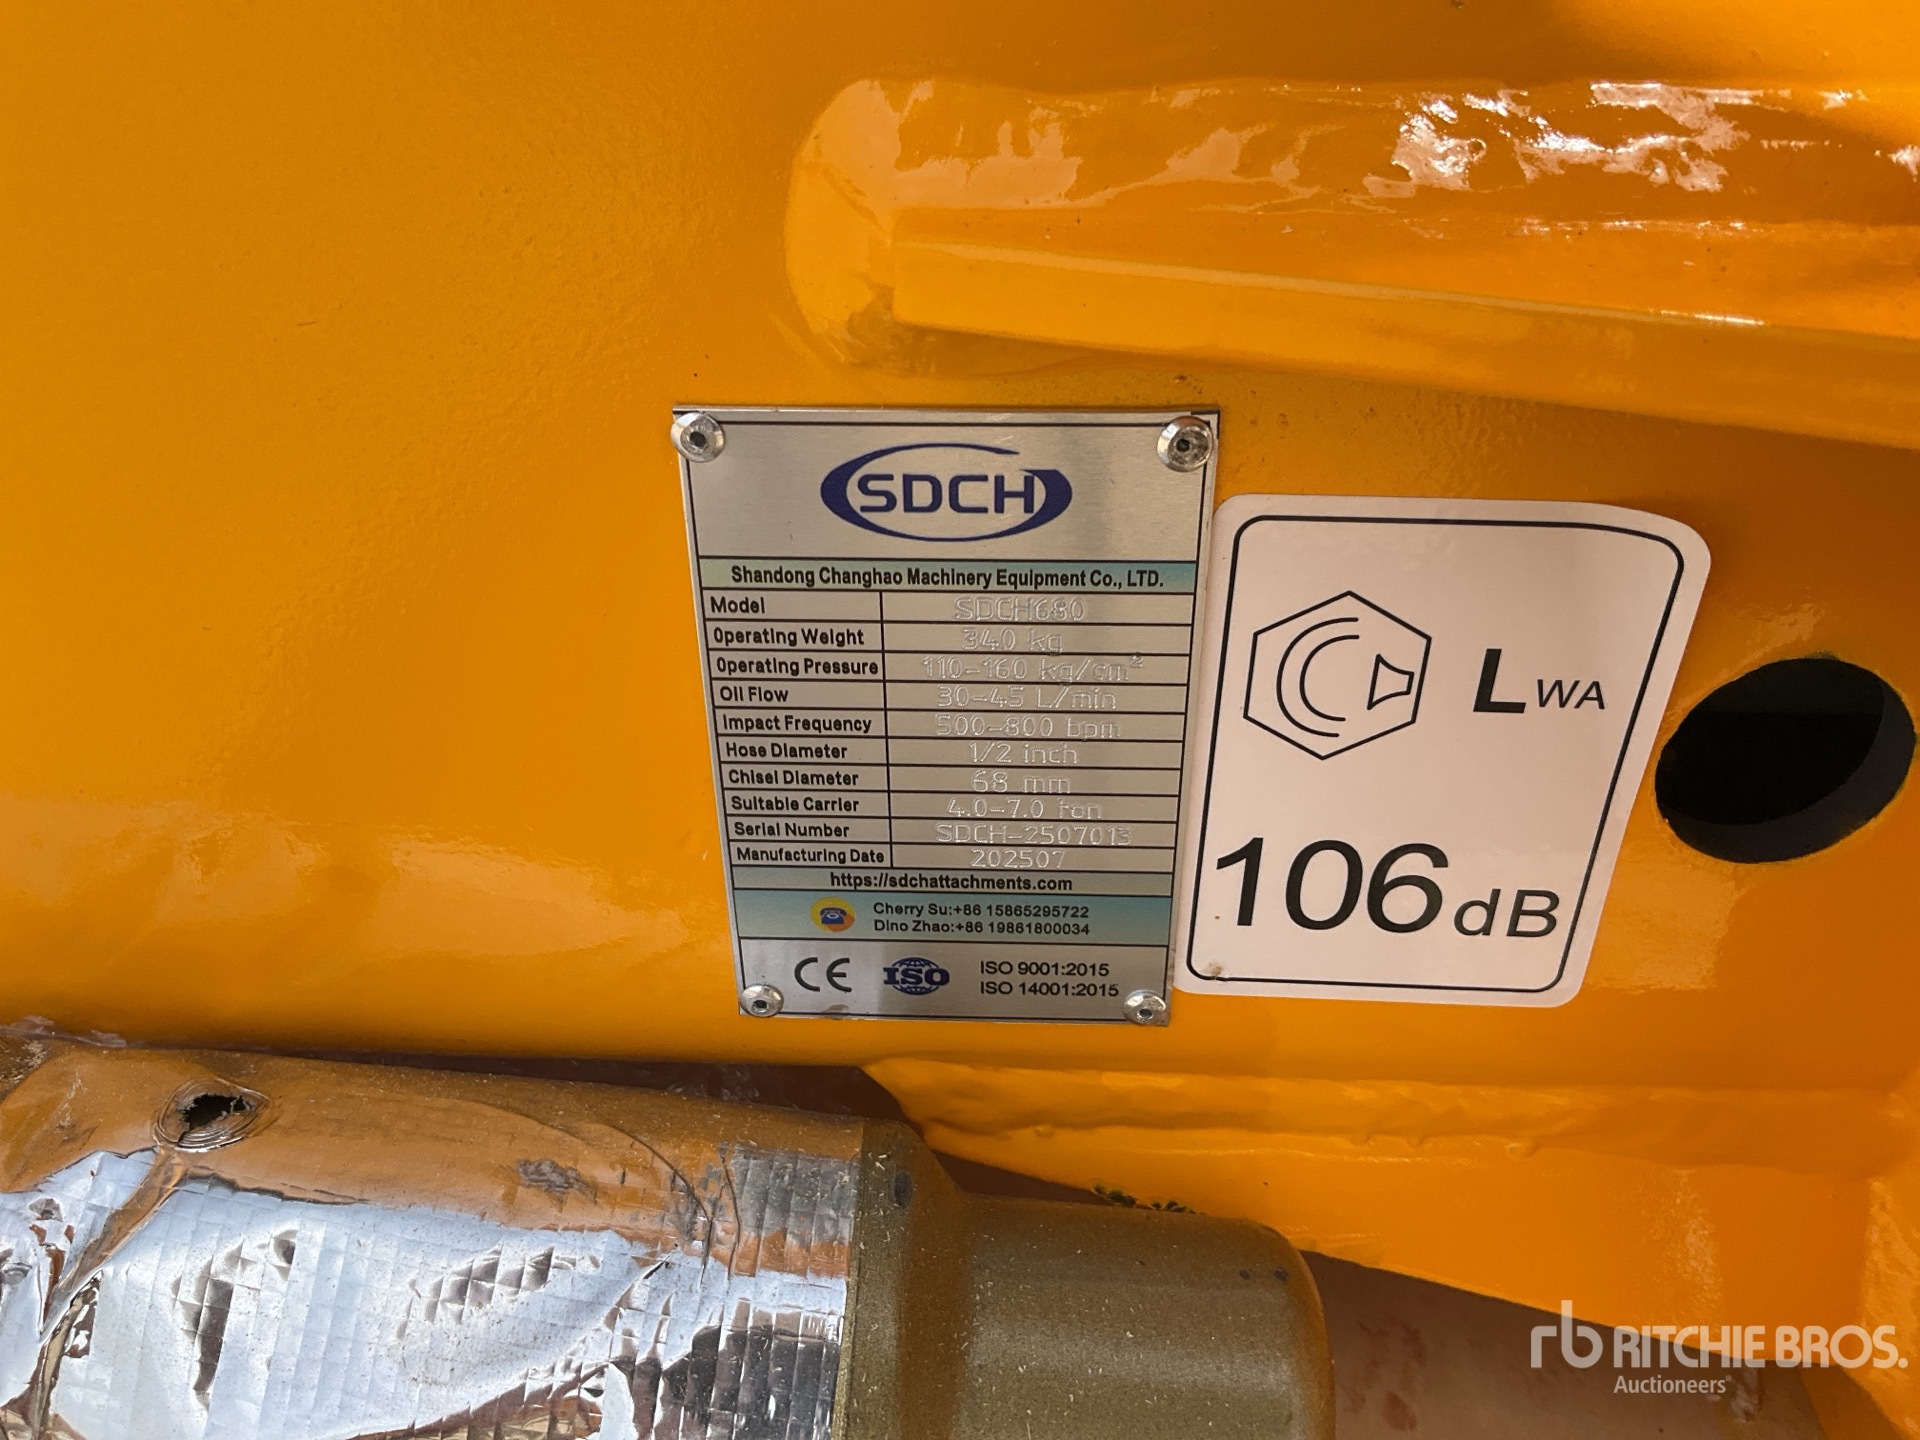 SDCH
Shandong Changhao Machinery Equipment Co., LTD.
Model SDCH680
Operating Weight 340 kg
Operating Pressure 110-160 kg/cm²
Oil Flow 30-45 L/min
Impact Frequency 500-800 bpm
Hose Diameter 1/2 inch
Chisel Diameter 68 mm
Suitable Carrier 4.0-7.0 ton
Serial Number SDCH-2507013
Manufacturing Date 202507
https://sdchattachments.com
Cherry Su:+86 15865295722
Dino Zhao:+86 19861800034
CE ISO ISO 9001:2015
ISO 14001:2015
LWA
106dB
rb RITCHIE BROS.
Auctioneers